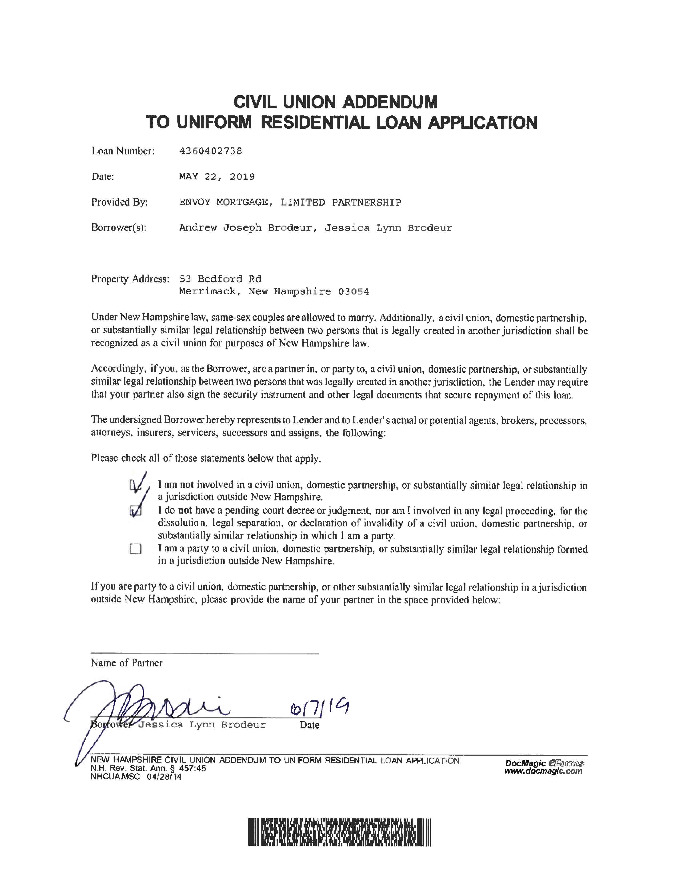 CIVIL UNION ADDENDUM
TO UNIFORM RESIDENTIAL LOAN APPLICATION
Loan Number: 4360402738
Date: MAY 22, 2019
Provided By: ENVOY MORTGAGE, LIMITED PARTNERSHIP
Borrower(s): Andrew Joseph Brodeur, Jessica Lynn Brodeur
Property Address: 53 Bedford Rd
Merrimack, New Hampshire 03054
Under New Hampshire law, same-sex couples are allowed to marry. Additionally, a civil union, domestic partnership,
or substantially similar legal relationship between two persons that is legally created in another jurisdiction shall be
recognized as a civil union for purposes of New Hampshire law.
Accordingly, if you, as the Borrower, are a partner in, or party to, a civil union, domestic partnership, or substantially
similar legal relationship between two persons that was legally created in another jurisdiction, the Lender may require
that your partner also sign the security instrument and other legal documents that secure repayment of this loan.
The undersigned Borrower hereby represents to Lender and to Lender's actual or potential agents, brokers, processors,
attorneys, insurers, servicers, successors and assigns, the following:
Please check all of those statements below that apply.
I am not involved in a civil union, domestic partnership, or substantially similar legal relationship in
a jurisdiction outside New Hampshire.
I do not have a pending court decree or judgment, nor am I involved in any legal proceeding, for the
dissolution, legal separation, or declaration of invalidity of a civil union, domestic partnership, or
substantially similar relationship in which I am a party.
I am a party to a civil union, domestic partnership, or substantially similar legal relationship formed
in a jurisdiction outside New Hampshire.
If you are party to a civil union, domestic partnership, or other substantially similar legal relationship in a jurisdiction
outside New Hampshire, please provide the name of your partner in the space provided below:
Name of Partner
6/7/19
Borrower Jessica Lynn Brodeur Date
NEW HAMPSHIRE CIVIL UNION ADDENDUM TO UNIFORM RESIDENTIAL LOAN APPLICATION
N.H. Rev. Stat. Ann. § 457:45
NHCUA.MSC 04/28/14
DocMagic eForms
www.docmagic.com